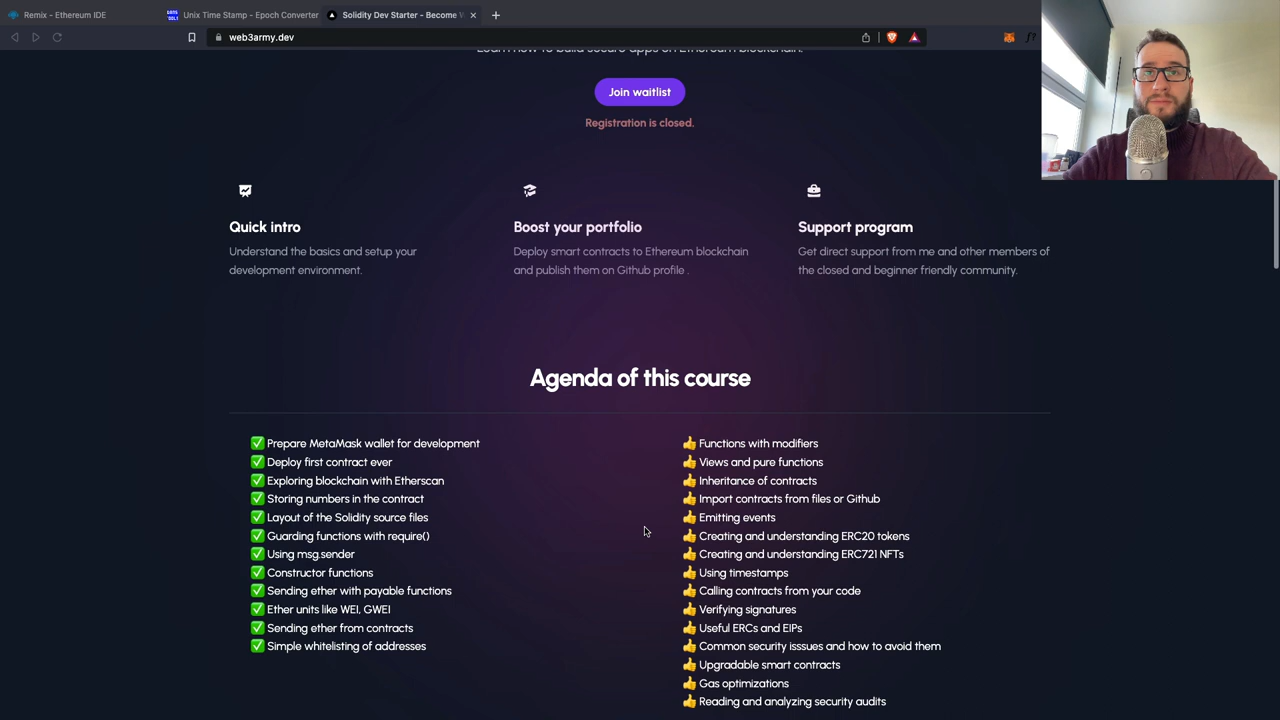 Remix - Ethereum IDE
Unix Time Stamp - Epoch Converter
Solidity Dev Starter - Become
web3army.dev
Learn how to build secure apps on Ethereum blockchain.
Join waitlist
Registration is closed.
Quick intro
Understand the basics and setup your
development environment.
Boost your portfolio
Deploy smart contracts to Ethereum blockchain
and publish them on Github profile .
Support program
Get direct support from me and other members of
the closed and beginner friendly community.
Agenda of this course
✅ Prepare MetaMask wallet for development
✅ Deploy first contract ever
✅ Exploring blockchain with Etherscan
✅ Storing numbers in the contract
✅ Layout of the Solidity source files
✅ Guarding functions with require()
✅ Using msg.sender
✅ Constructor functions
✅ Sending ether with payable functions
✅ Ether units like WEI, GWEI
✅ Sending ether from contracts
✅ Simple whitelisting of addresses
👍 Functions with modifiers
👍 Views and pure functions
👍 Inheritance of contracts
👍 Import contracts from files or Github
👍 Emitting events
👍 Creating and understanding ERC20 tokens
👍 Creating and understanding ERC721 NFTs
👍 Using timestamps
👍 Calling contracts from your code
👍 Verifying signatures
👍 Useful ERCs and EIPs
👍 Common security isssues and how to avoid them
👍 Upgradable smart contracts
👍 Gas optimizations
👍 Reading and analyzing security audits